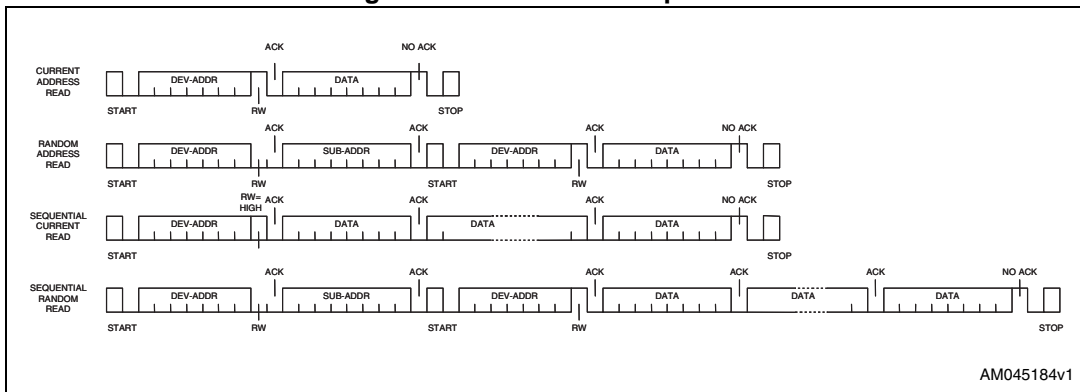 ACK NO ACK
CURRENT
ADDRESS
READ
DEV-ADDR DATA
START RW STOP
ACK ACK ACK NO ACK
RANDOM
ADDRESS
READ
DEV-ADDR SUB-ADDR DEV-ADDR DATA
START RW START RW STOP
RW=
HIGH
ACK ACK ACK NO ACK
SEQUENTIAL
CURRENT
READ
DEV-ADDR DATA DATA DATA
START STOP
ACK ACK ACK ACK ACK NO ACK
SEQUENTIAL
RANDOM
READ
DEV-ADDR SUB-ADDR DEV-ADDR DATA DATA DATA
START RW START RW STOP
AM045184v1